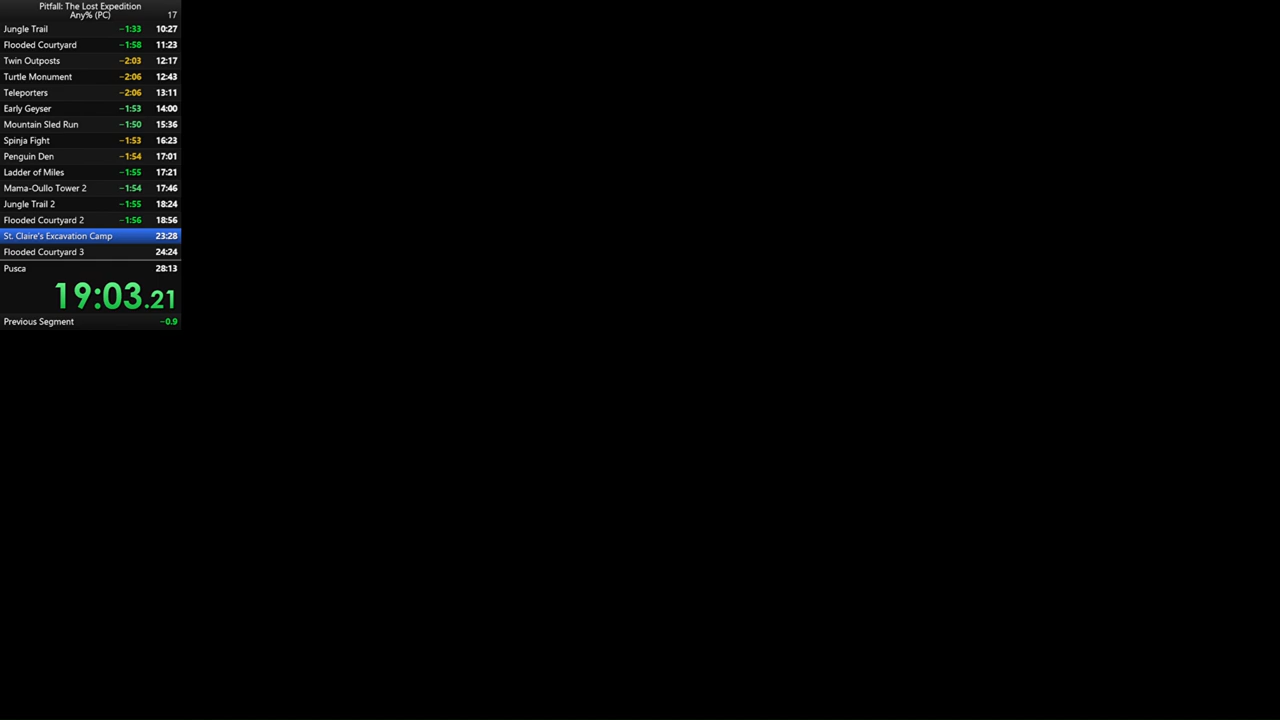 Pitfall: The Lost Expedition
Any% (PC) 17
Jungle Trail −1:33 10:27
Flooded Courtyard −1:58 11:23
Twin Outposts −2:03 12:17
Turtle Monument −2:06 12:43
Teleporters −2:06 13:11
Early Geyser −1:53 14:00
Mountain Sled Run −1:50 15:36
Spinja Fight −1:53 16:23
Penguin Den −1:54 17:01
Ladder of Miles −1:55 17:21
Mama-Oullo Tower 2 −1:54 17:46
Jungle Trail 2 −1:55 18:24
Flooded Courtyard 2 −1:56 18:56
St. Claire's Excavation Camp 23:28
Flooded Courtyard 3 24:24
Pusca 28:13
19:03.21
Previous Segment −0.9